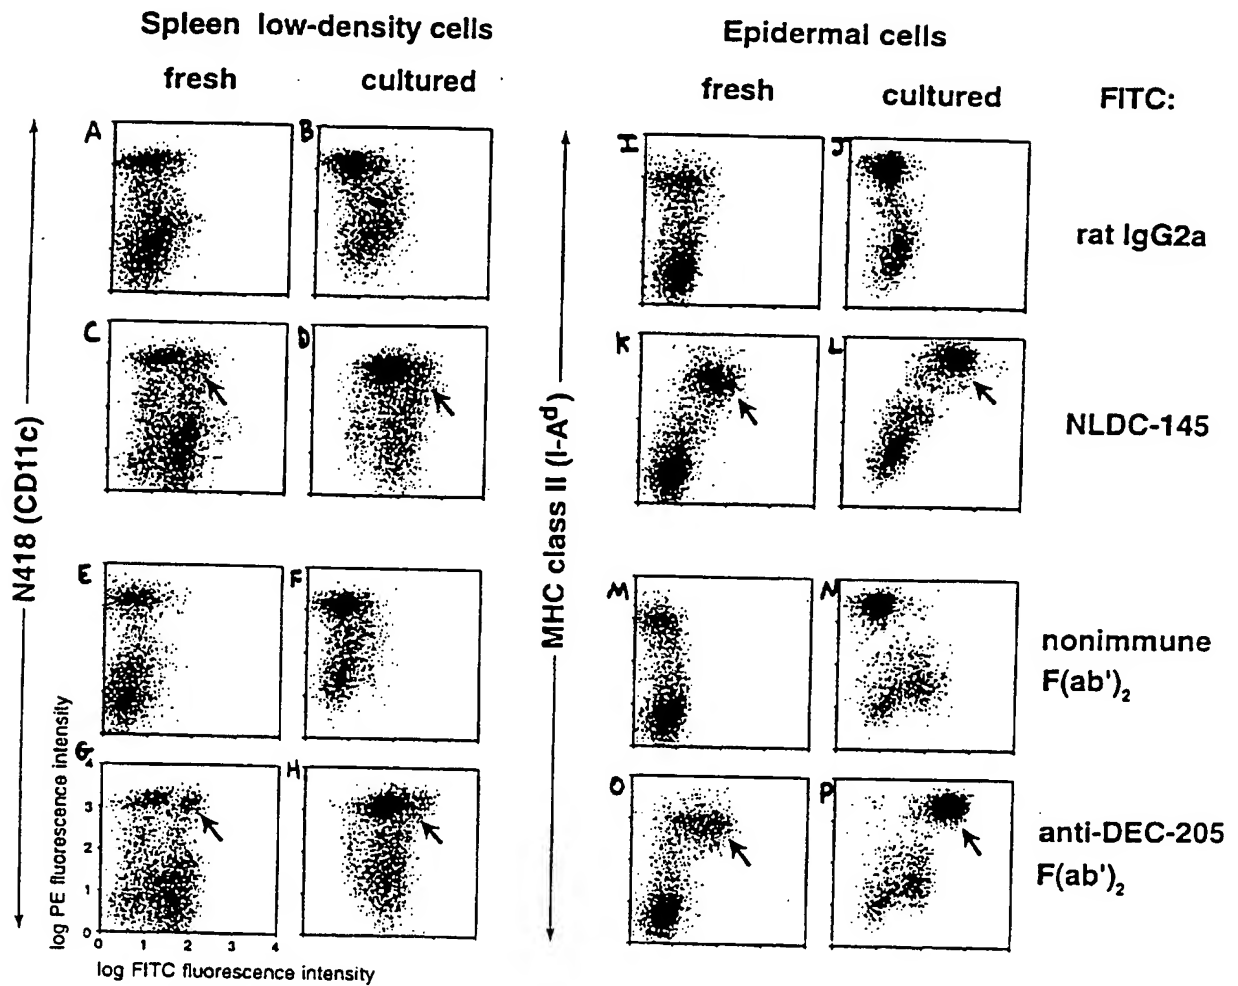 Spleen low-density cells
Epidermal cells
fresh
cultured
fresh
cultured
FITC:
A
B
I
J
rat IgG2a
C
D
K
L
NLDC-145
N418 (CD11c)
MHC class II (I-Aᵈ)
E
F
M
N
nonimmune
F(ab')₂
G
H
O
P
anti-DEC-205
F(ab')₂
log PE fluorescence intensity
4
3
2
1
0
0 1 2 3 4
log FITC fluorescence intensity